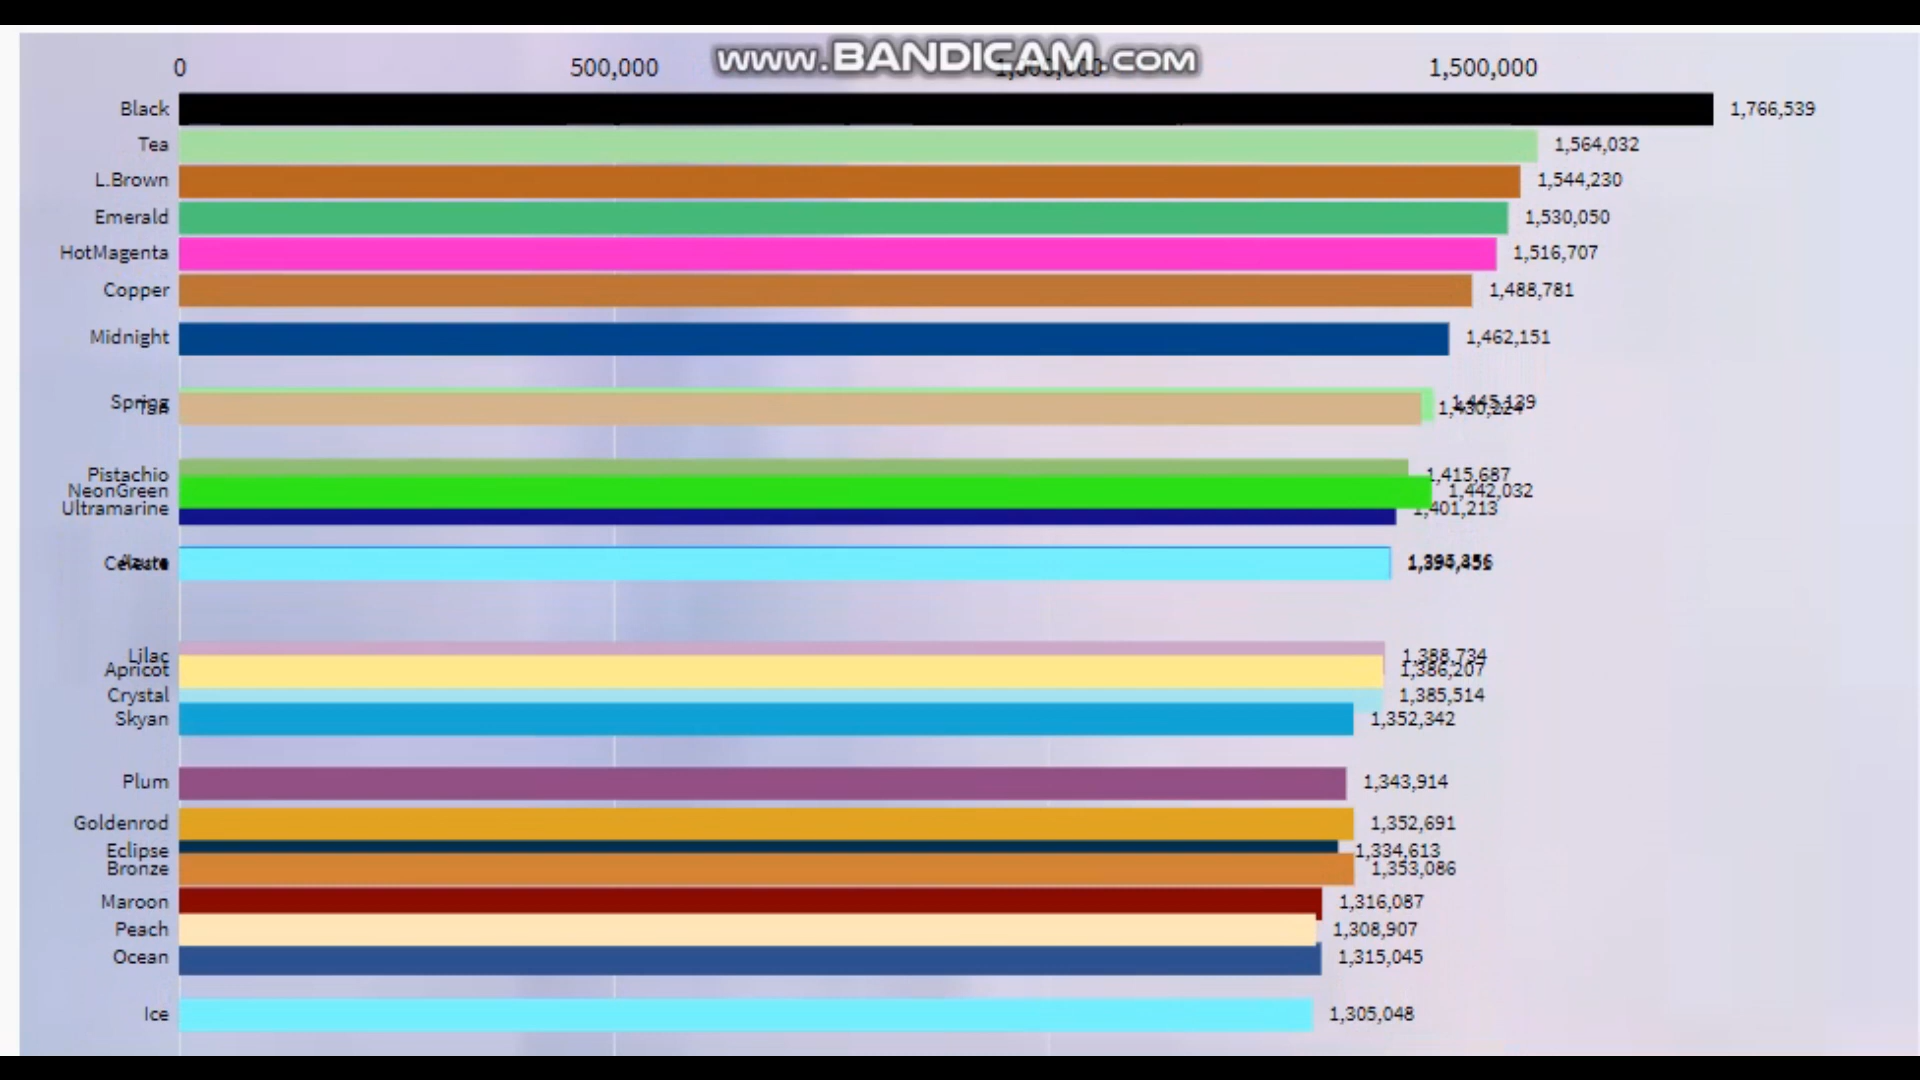 www.BANDICAM.com
0 500,000 1,500,000
Black 1,766,539
Tea 1,564,032
L.Brown 1,544,230
Emerald 1,530,050
HotMagenta 1,516,707
Copper 1,488,781
Midnight 1,462,151
Spring
Pistachio 1,415,687
NeonGreen 1,442,032
Ultramarine 1,401,213
Lilac 1,388,734
Apricot 1,386,207
Crystal 1,385,514
Skyan 1,352,342
Plum 1,343,914
Goldenrod 1,352,691
Eclipse 1,334,613
Bronze 1,353,086
Maroon 1,316,087
Peach 1,308,907
Ocean 1,315,045
Ice 1,305,048